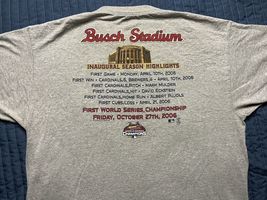 Busch Stadium
INAUGURAL SEASON HIGHLIGHTS
FIRST GAME - MONDAY, APRIL 10TH, 2006
FIRST WIN - CARDINALS 6, BREWERS 4 - APRIL 10TH, 2006
FIRST CARDINALS PITCH - MARK MULDER
FIRST CARDINALS HIT - DAVID ECKSTEIN
FIRST CARDINALS HOME RUN - ALBERT PUJOLS
FIRST CUBS LOSS - APRIL 21, 2006
FIRST WORLD SERIES CHAMPIONSHIP
FRIDAY, OCTOBER 27TH, 2006
CHAMPIONS